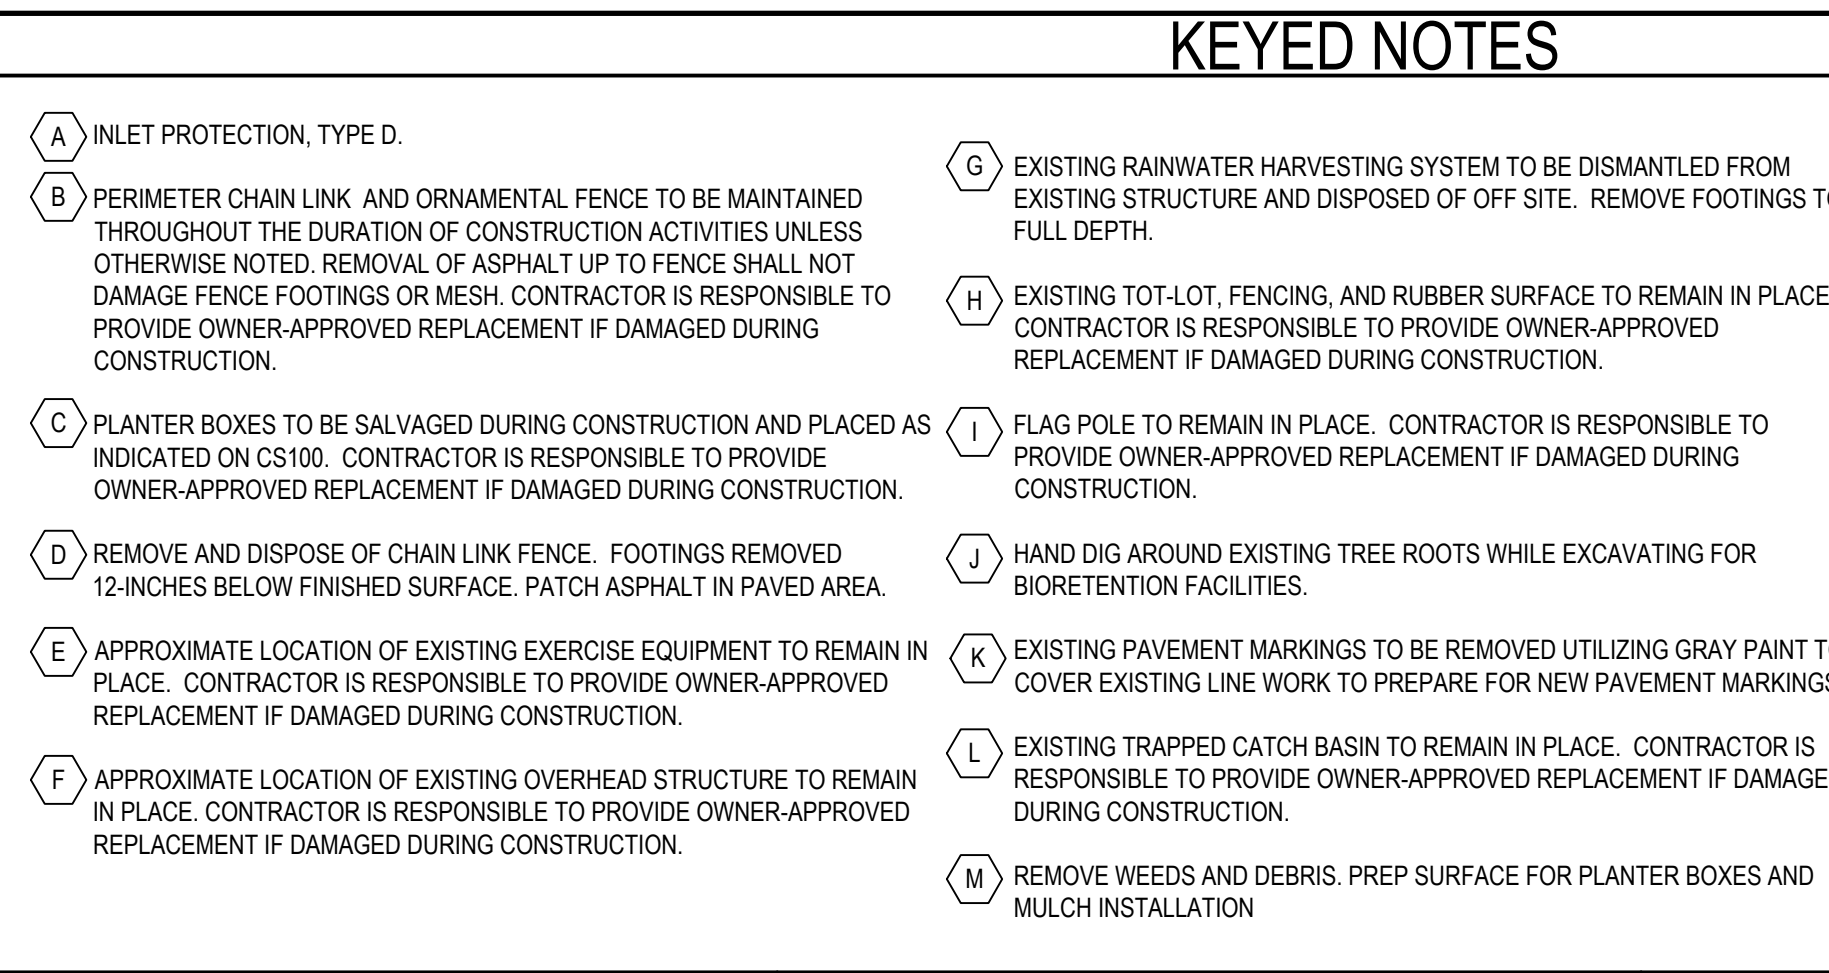 KEYED NOTES
A INLET PROTECTION, TYPE D.
B PERIMETER CHAIN LINK AND ORNAMENTAL FENCE TO BE MAINTAINED
THROUGHOUT THE DURATION OF CONSTRUCTION ACTIVITIES UNLESS
OTHERWISE NOTED. REMOVAL OF ASPHALT UP TO FENCE SHALL NOT
DAMAGE FENCE FOOTINGS OR MESH. CONTRACTOR IS RESPONSIBLE TO
PROVIDE OWNER-APPROVED REPLACEMENT IF DAMAGED DURING
CONSTRUCTION.
C PLANTER BOXES TO BE SALVAGED DURING CONSTRUCTION AND PLACED AS
INDICATED ON CS100. CONTRACTOR IS RESPONSIBLE TO PROVIDE
OWNER-APPROVED REPLACEMENT IF DAMAGED DURING CONSTRUCTION.
D REMOVE AND DISPOSE OF CHAIN LINK FENCE. FOOTINGS REMOVED
12-INCHES BELOW FINISHED SURFACE. PATCH ASPHALT IN PAVED AREA.
E APPROXIMATE LOCATION OF EXISTING EXERCISE EQUIPMENT TO REMAIN IN
PLACE. CONTRACTOR IS RESPONSIBLE TO PROVIDE OWNER-APPROVED
REPLACEMENT IF DAMAGED DURING CONSTRUCTION.
F APPROXIMATE LOCATION OF EXISTING OVERHEAD STRUCTURE TO REMAIN
IN PLACE. CONTRACTOR IS RESPONSIBLE TO PROVIDE OWNER-APPROVED
REPLACEMENT IF DAMAGED DURING CONSTRUCTION.
G EXISTING RAINWATER HARVESTING SYSTEM TO BE DISMANTLED FROM
EXISTING STRUCTURE AND DISPOSED OF OFF SITE. REMOVE FOOTINGS TO
FULL DEPTH.
H EXISTING TOT-LOT, FENCING, AND RUBBER SURFACE TO REMAIN IN PLACE
CONTRACTOR IS RESPONSIBLE TO PROVIDE OWNER-APPROVED
REPLACEMENT IF DAMAGED DURING CONSTRUCTION.
I FLAG POLE TO REMAIN IN PLACE. CONTRACTOR IS RESPONSIBLE TO
PROVIDE OWNER-APPROVED REPLACEMENT IF DAMAGED DURING
CONSTRUCTION.
J HAND DIG AROUND EXISTING TREE ROOTS WHILE EXCAVATING FOR
BIORETENTION FACILITIES.
K EXISTING PAVEMENT MARKINGS TO BE REMOVED UTILIZING GRAY PAINT TO
COVER EXISTING LINE WORK TO PREPARE FOR NEW PAVEMENT MARKINGS
L EXISTING TRAPPED CATCH BASIN TO REMAIN IN PLACE. CONTRACTOR IS
RESPONSIBLE TO PROVIDE OWNER-APPROVED REPLACEMENT IF DAMAGE
DURING CONSTRUCTION.
M REMOVE WEEDS AND DEBRIS. PREP SURFACE FOR PLANTER BOXES AND
MULCH INSTALLATION